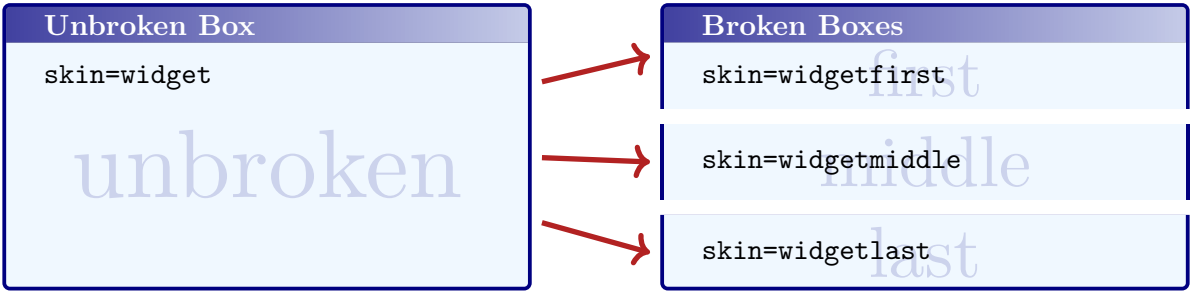 Unbroken Box
skin=widget
unbroken
Broken Boxes
first
skin=widgetfirst
middle
skin=widgetmiddle
last
skin=widgetlast